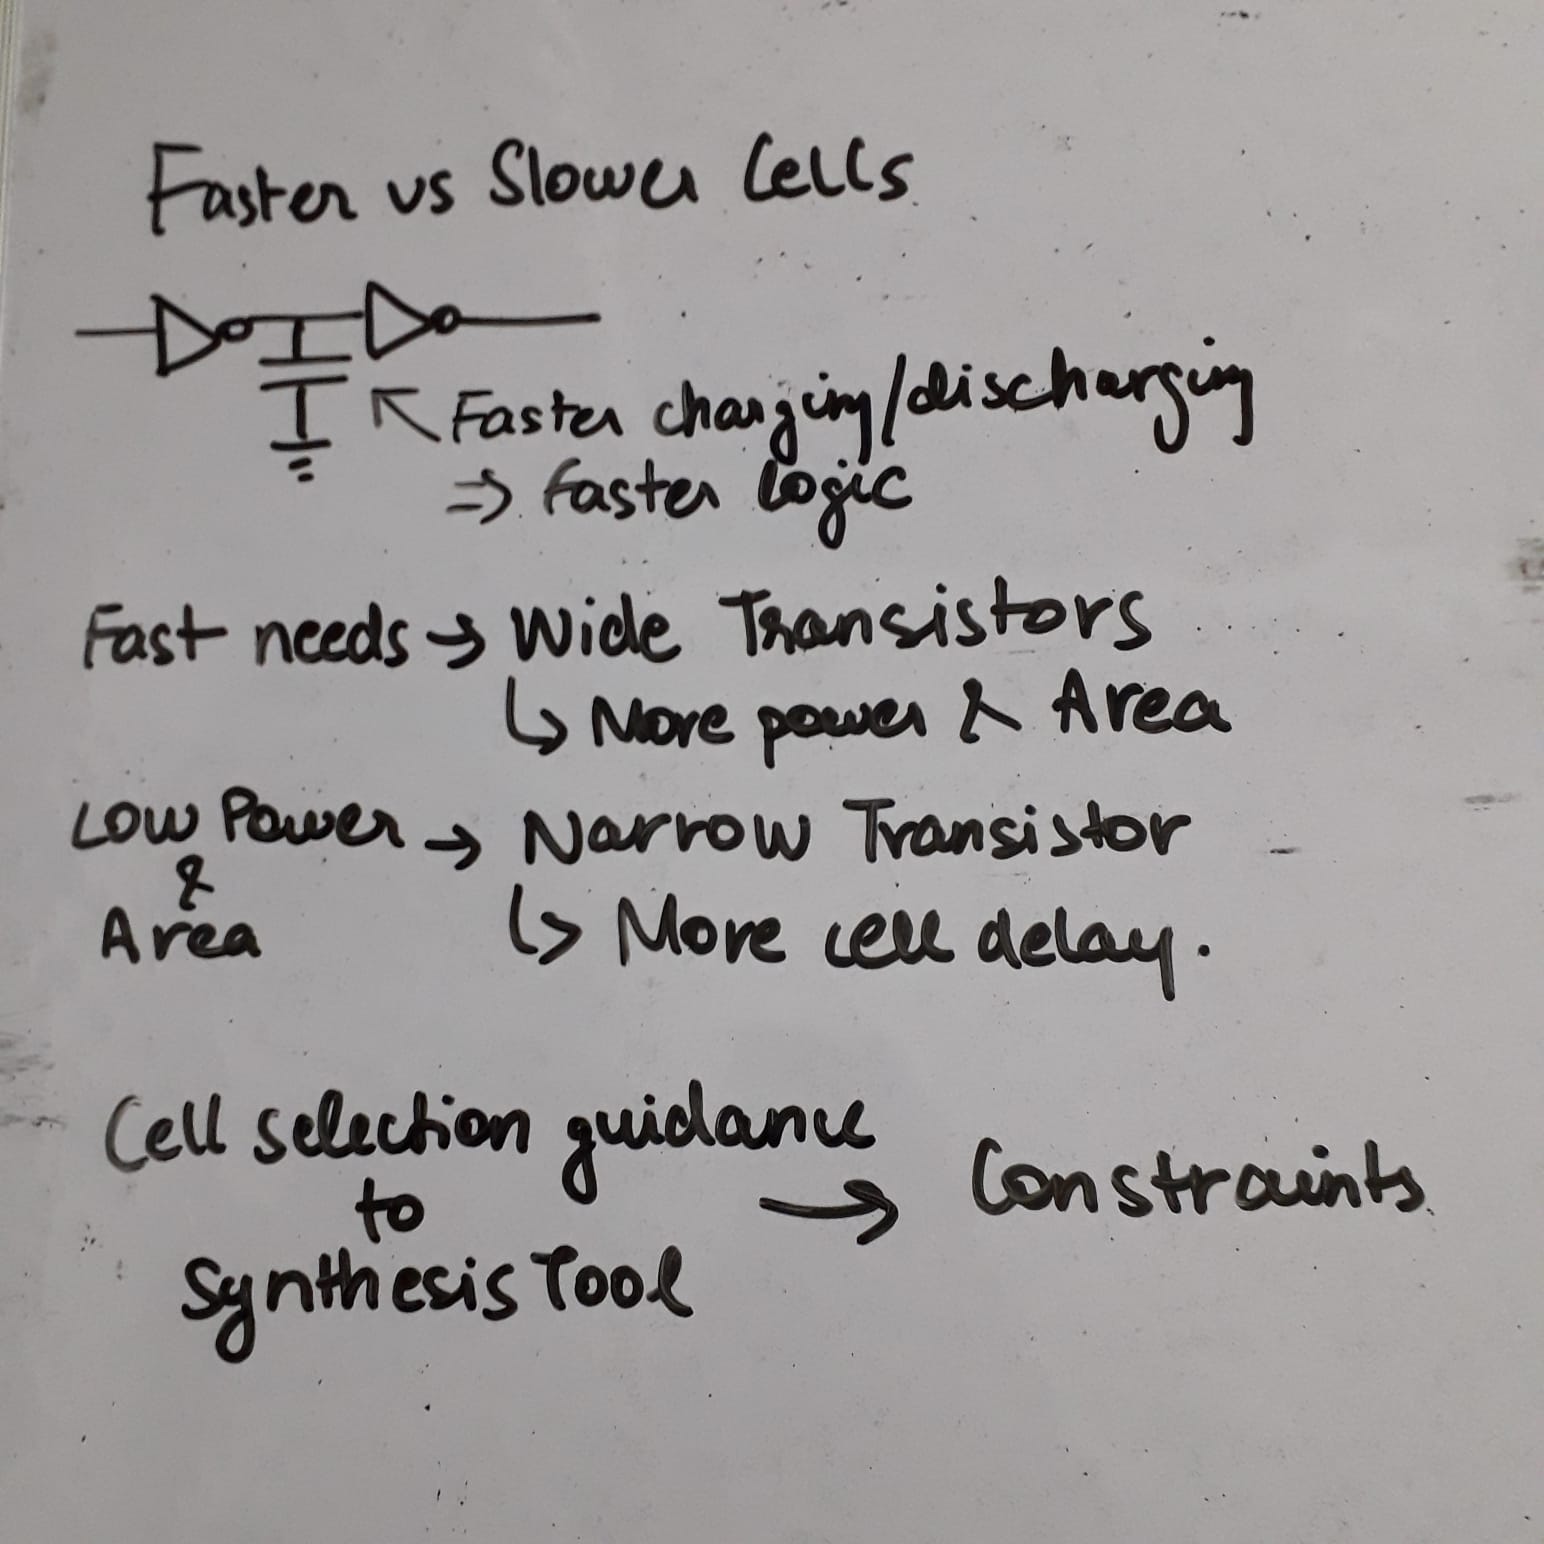 Faster vs Slower Cells
Faster charging/discharging
⇒ faster logic
Fast needs → Wide Transistors
↳ More power & Area
Low Power & Area → Narrow Transistor
↳ More cell delay.
Cell selection guidance
to
Synthesis Tool
→ Constraints